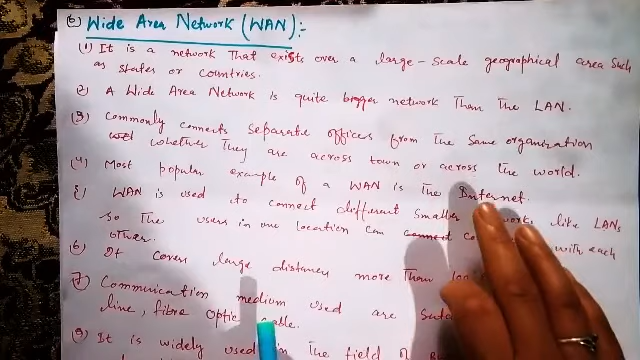 ⑥ Wide Area Network (WAN):-
(1) It is a network That exists over a large-scale geographical area Such
as states or countries.
(2) A Wide Area Network is quite bigger network Than The LAN.
(3) Commonly connects separate offices from The Same organization
whether They are across town or across The world.
(4) Most popular example of a WAN is The Internet.
WAN is used to connect different smaller like LANs
So The users in one location can with each
other.
(6) It covers large distances more Than
(7) Communication medium used are
line, fibre Optic cable.
It is widely used in The field of